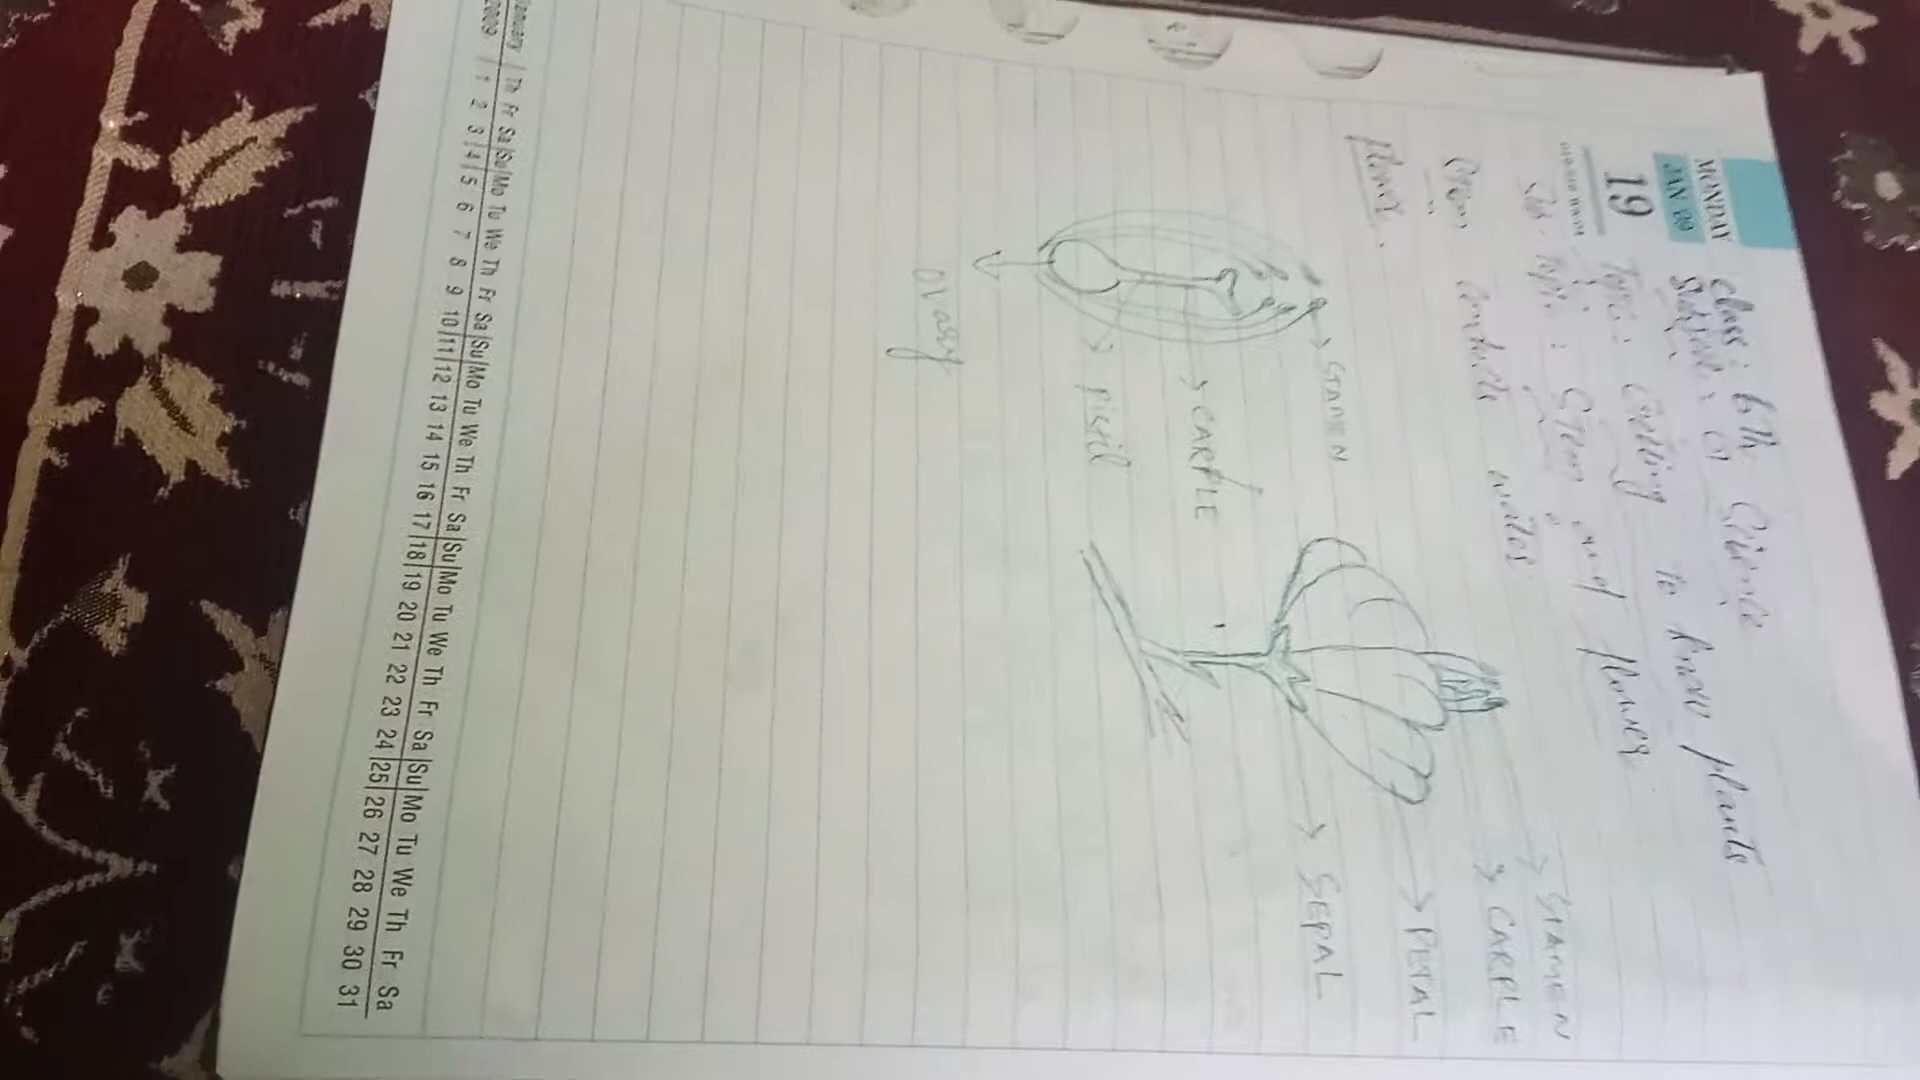 MONDAY
JAN 09
19
Class: 6th
Subject: Science
Topic: Getting to know plants
Sub-topic: Stem and flower
Stem conducts water.
flower.
STAMEN
CARPLE
PETAL
SEPAL
STAMEN
CARPLE
pistil
ovary
January Th Fr Sa Su Mo Tu We Th Fr Sa Su Mo Tu We Th Fr Sa Su Mo Tu We Th Fr Sa Su Mo Tu We Th Fr Sa
2009 1 2 3 4 5 6 7 8 9 10 11 12 13 14 15 16 17 18 19 20 21 22 23 24 25 26 27 28 29 30 31